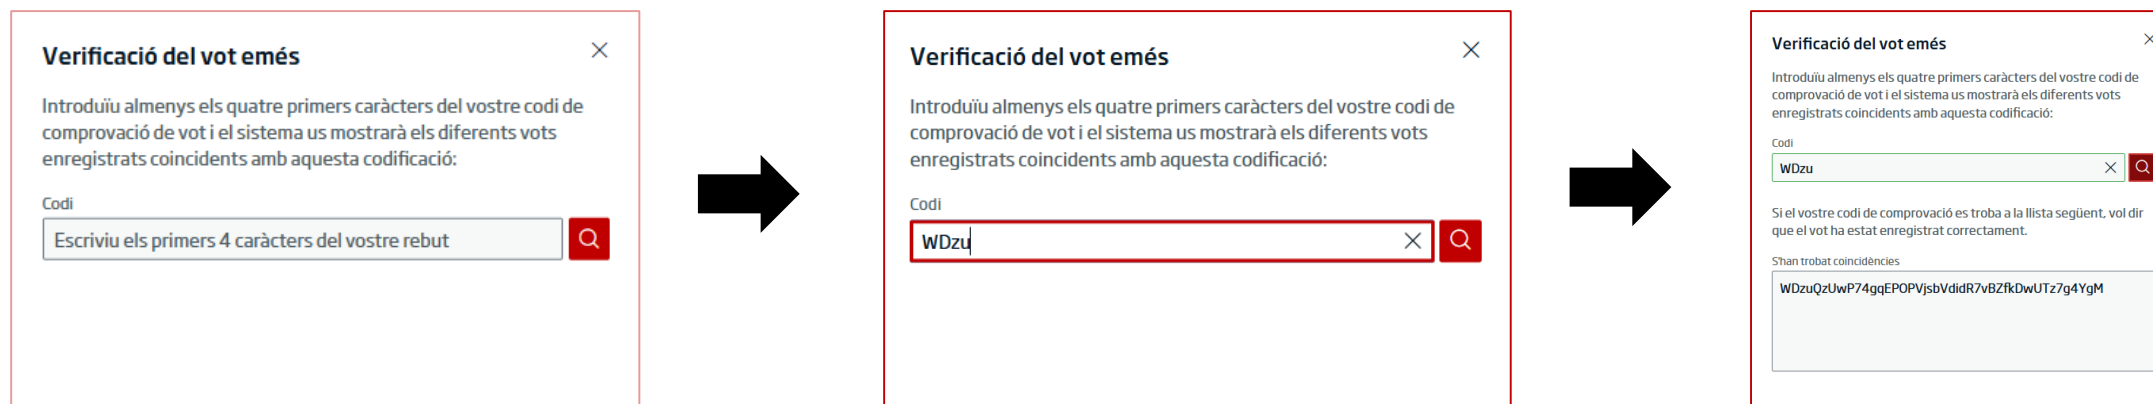 Verificació del vot emés
Introduïu almenys els quatre primers caràcters del vostre codi de
comprovació de vot i el sistema us mostrarà els diferents vots
enregistrats coincidents amb aquesta codificació:
Codi
Escriviu els primers 4 caràcters del vostre rebut
Verificació del vot emés
Introduïu almenys els quatre primers caràcters del vostre codi de
comprovació de vot i el sistema us mostrarà els diferents vots
enregistrats coincidents amb aquesta codificació:
Codi
WDzu
Verificació del vot emés
Introduïu almenys els quatre primers caràcters del vostre codi de
comprovació de vot i el sistema us mostrarà els diferents vots
enregistrats coincidents amb aquesta codificació:
Codi
WDzu
Si el vostre codi de comprovació es troba a la llista següent, vol dir
que el vot ha estat enregistrat correctament.
S'han trobat coincidències
WDzuQzUwP74gqEPOPVjsbVdidR7vBZfkDwUTz7g4YgM